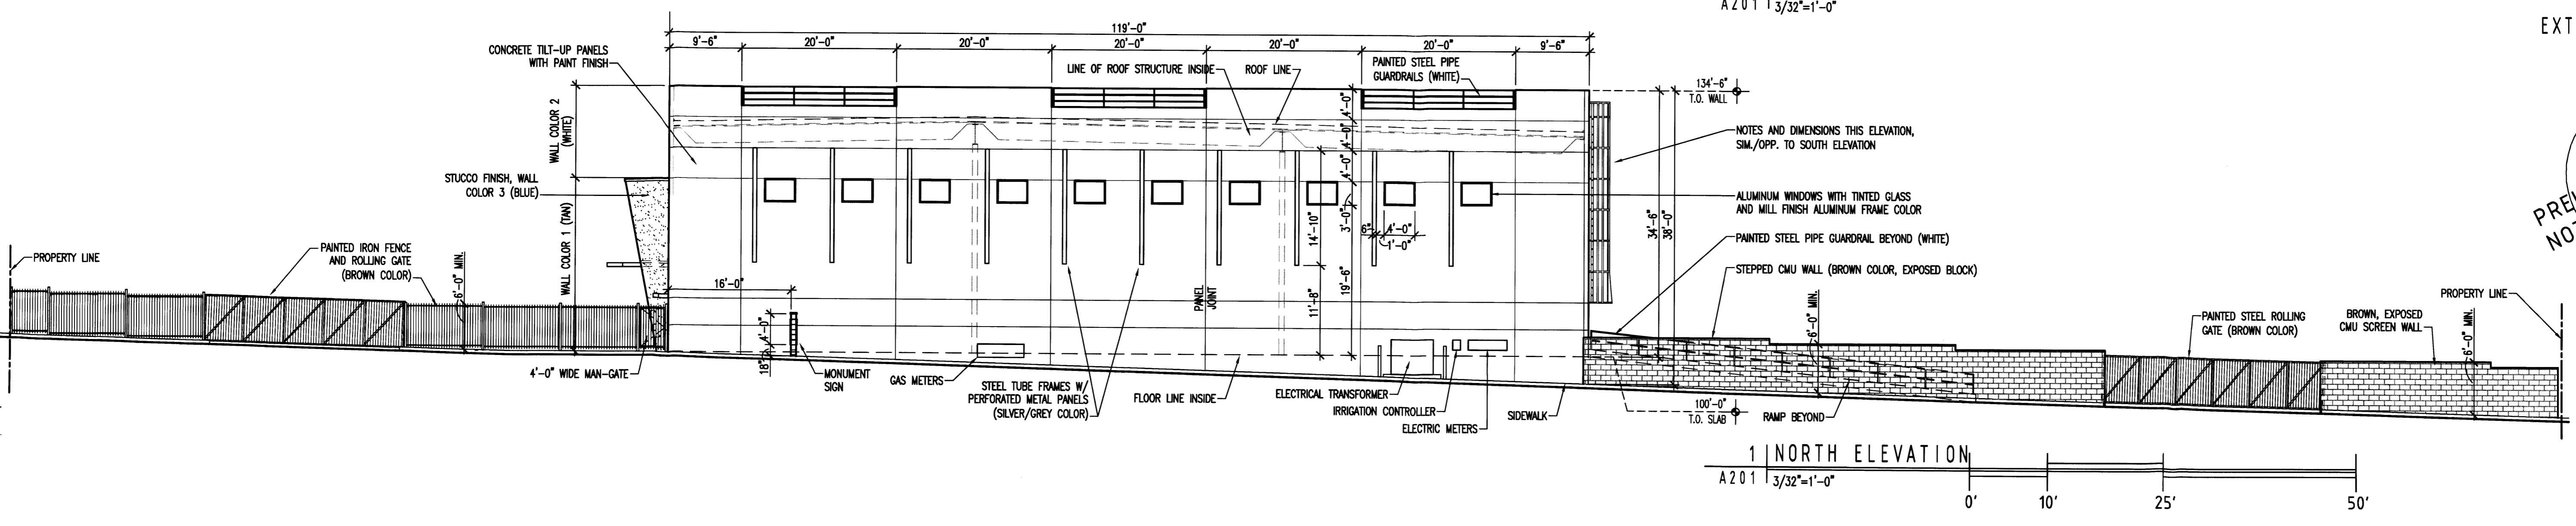 A201 3/32"=1'-0"
EXT
119'-0"
9'-6" 20'-0" 20'-0" 20'-0" 20'-0" 20'-0" 9'-6"
CONCRETE TILT-UP PANELS
WITH PAINT FINISH
LINE OF ROOF STRUCTURE INSIDE
ROOF LINE
PAINTED STEEL PIPE
GUARDRAILS (WHITE)
134'-6"
T.O. WALL
WALL COLOR 2
(WHITE)
4'-0"
4'-0"
4'-0"
NOTES AND DIMENSIONS THIS ELEVATION,
SIM./OPP. TO SOUTH ELEVATION
STUCCO FINISH, WALL
COLOR 3 (BLUE)
ALUMINUM WINDOWS WITH TINTED GLASS
AND MILL FINISH ALUMINUM FRAME COLOR
WALL COLOR 1 (TAN)
14'-10"
3'-0"
6"
4'-0"
1'-0"
34'-6"
38'-0"
PRE
NO
PROPERTY LINE
PAINTED IRON FENCE
AND ROLLING GATE
(BROWN COLOR)
6'-0" MIN.
PAINTED STEEL PIPE GUARDRAIL BEYOND (WHITE)
STEPPED CMU WALL (BROWN COLOR, EXPOSED BLOCK)
16'-0"
PANEL
JOINT
11'-8"
19'-6"
6'-0" MIN.
PAINTED STEEL ROLLING
GATE (BROWN COLOR)
BROWN, EXPOSED
CMU SCREEN WALL
6'-0" MIN.
PROPERTY LINE
4'-0"
18"
4'-0" WIDE MAN-GATE
MONUMENT
SIGN
GAS METERS
STEEL TUBE FRAMES W/
PERFORATED METAL PANELS
(SILVER/GREY COLOR)
FLOOR LINE INSIDE
ELECTRICAL TRANSFORMER
IRRIGATION CONTROLLER
ELECTRIC METERS
SIDEWALK
100'-0"
T.O. SLAB
RAMP BEYOND
1 NORTH ELEVATION
A201 3/32"=1'-0"
0' 10' 25' 50'